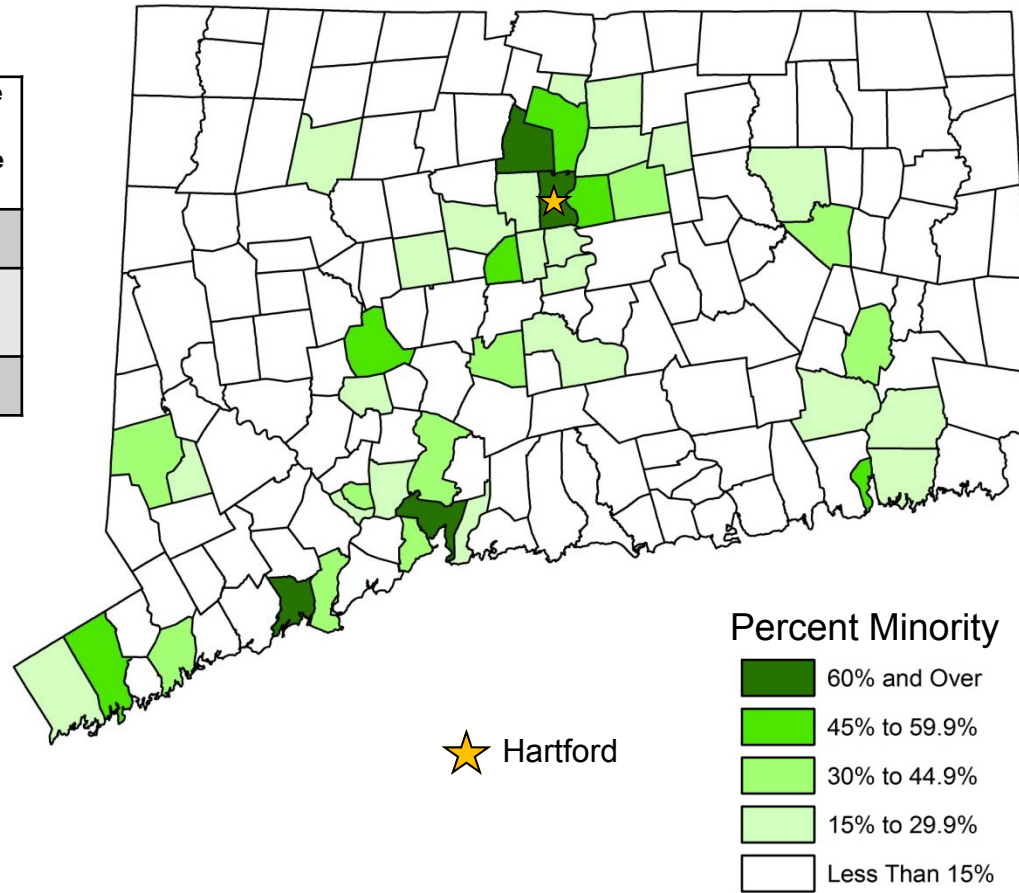 e
e
Hartford
Percent Minority
60% and Over
45% to 59.9%
30% to 44.9%
15% to 29.9%
Less Than 15%